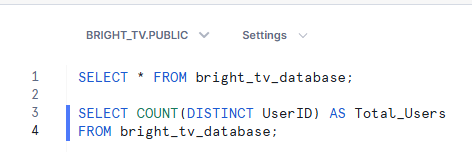 BRIGHT_TV.PUBLIC Settings
1 SELECT * FROM bright_tv_database;
2
3 SELECT COUNT(DISTINCT UserID) AS Total_Users
4 FROM bright_tv_database;